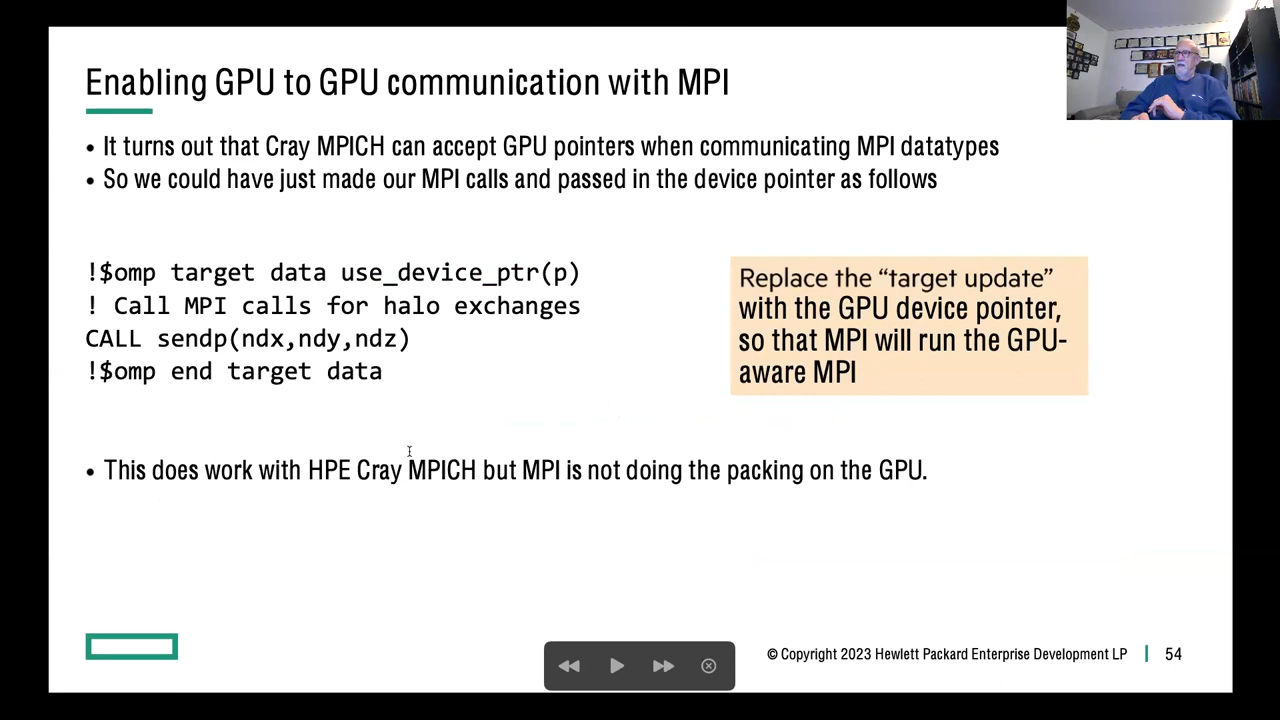 Enabling GPU to GPU communication with MPI
• It turns out that Cray MPICH can accept GPU pointers when communicating MPI datatypes
• So we could have just made our MPI calls and passed in the device pointer as follows
!$omp target data use_device_ptr(p)
! Call MPI calls for halo exchanges
CALL sendp(ndx,ndy,ndz)
!$omp end target data
Replace the “target update”
with the GPU device pointer,
so that MPI will run the GPU-
aware MPI
• This does work with HPE Cray MPICH but MPI is not doing the packing on the GPU.
© Copyright 2023 Hewlett Packard Enterprise Development LP | 54